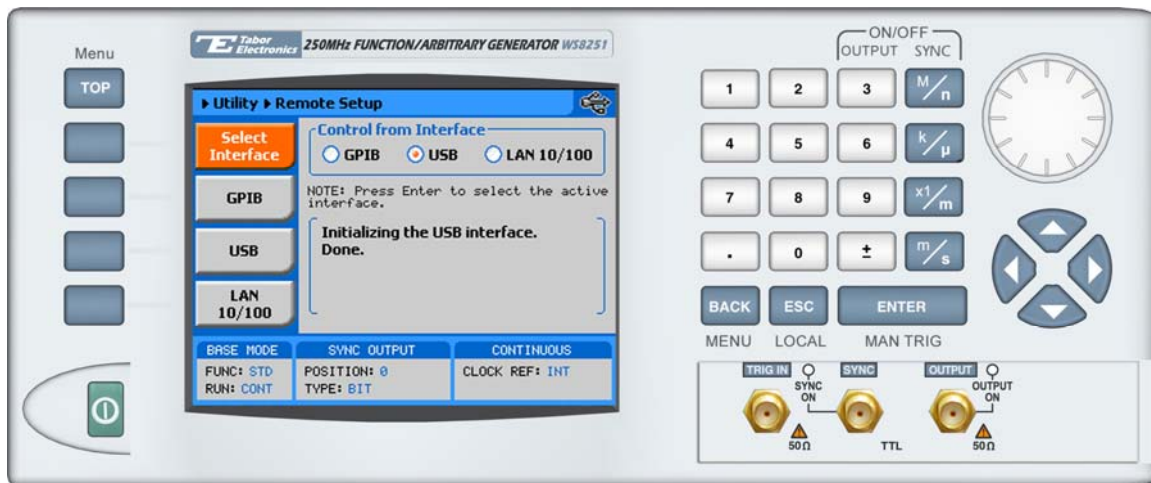 Menu
TOP
TE Tabor Electronics 250MHz FUNCTION/ARBITRARY GENERATOR WS8251
Utility Remote Setup
Select Interface
GPIB
USB
LAN 10/100
Control from Interface
GPIB USB LAN 10/100
NOTE: Press Enter to select the active
interface.
Initializing the USB interface.
Done.
BASE MODE
FUNC: STD
RUN: CONT
SYNC OUTPUT
POSITION: 0
TYPE: BIT
CONTINUOUS
CLOCK REF: INT
ON/OFF
OUTPUT SYNC
1 2 3 M/n
4 5 6 k/μ
7 8 9 x1/m
. 0 ± m/s
BACK ESC ENTER
MENU LOCAL MAN TRIG
TRIG IN SYNC OUTPUT
SYNC ON
OUTPUT ON
50Ω TTL 50Ω